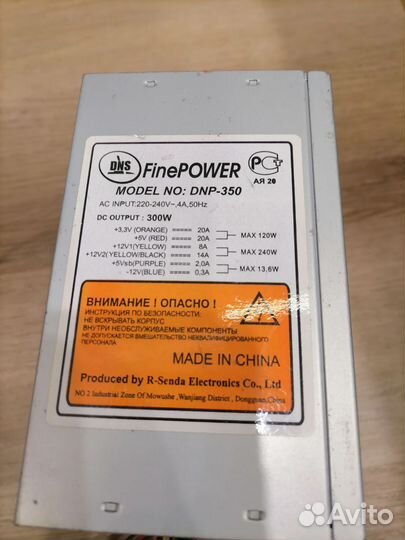 DNS
FinePOWER
АЯ 20
MODEL NO: DNP-350
AC INPUT:220-240V~,4A,50Hz
DC OUTPUT : 300W
+3,3V (ORANGE) ===== 20A
+5V (RED) ===== 20A
MAX 120W
+12V1(YELLOW) ===== 8A
+12V2(YELLOW/BLACK) ===== 14A
MAX 240W
+5Vsb(PURPLE) ===== 2,0A
-12V(BLUE) ===== 0,3A
MAX 13,6W
ВНИМАНИЕ ! ОПАСНО !
ИНСТРУКЦИЯ ПО БЕЗОПАСНОСТИ:
НЕ ВСКРЫВАТЬ КОРПУС
ВНУТРИ НЕОБСЛУЖИВАЕМЫЕ КОМПОНЕНТЫ
НЕ ДОПУСКАЕТСЯ ВМЕШАТЕЛЬСТВО НЕКВАЛИФИЦИРОВАННОГО
ПЕРСОНАЛА
MADE IN CHINA
Produced by R-Senda Electronics Co., Ltd
NO 2 Industrial Zone Of Mowushe , Wanjiang District , Dongguan,China
Avito